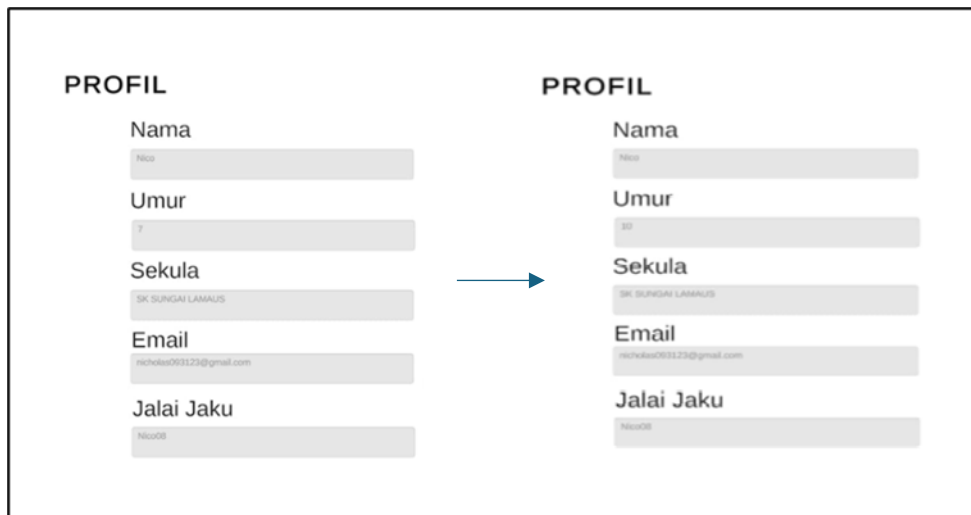 PROFIL
Nama
Nico
Umur
7
Sekula
SK SUNGAI LAMAUS
Email
nicholas093123@gmail.com
Jalai Jaku
Nico08
PROFIL
Nama
Nico
Umur
10
Sekula
SK SUNGAI LAMAUS
Email
nicholas093123@gmail.com
Jalai Jaku
Nico08